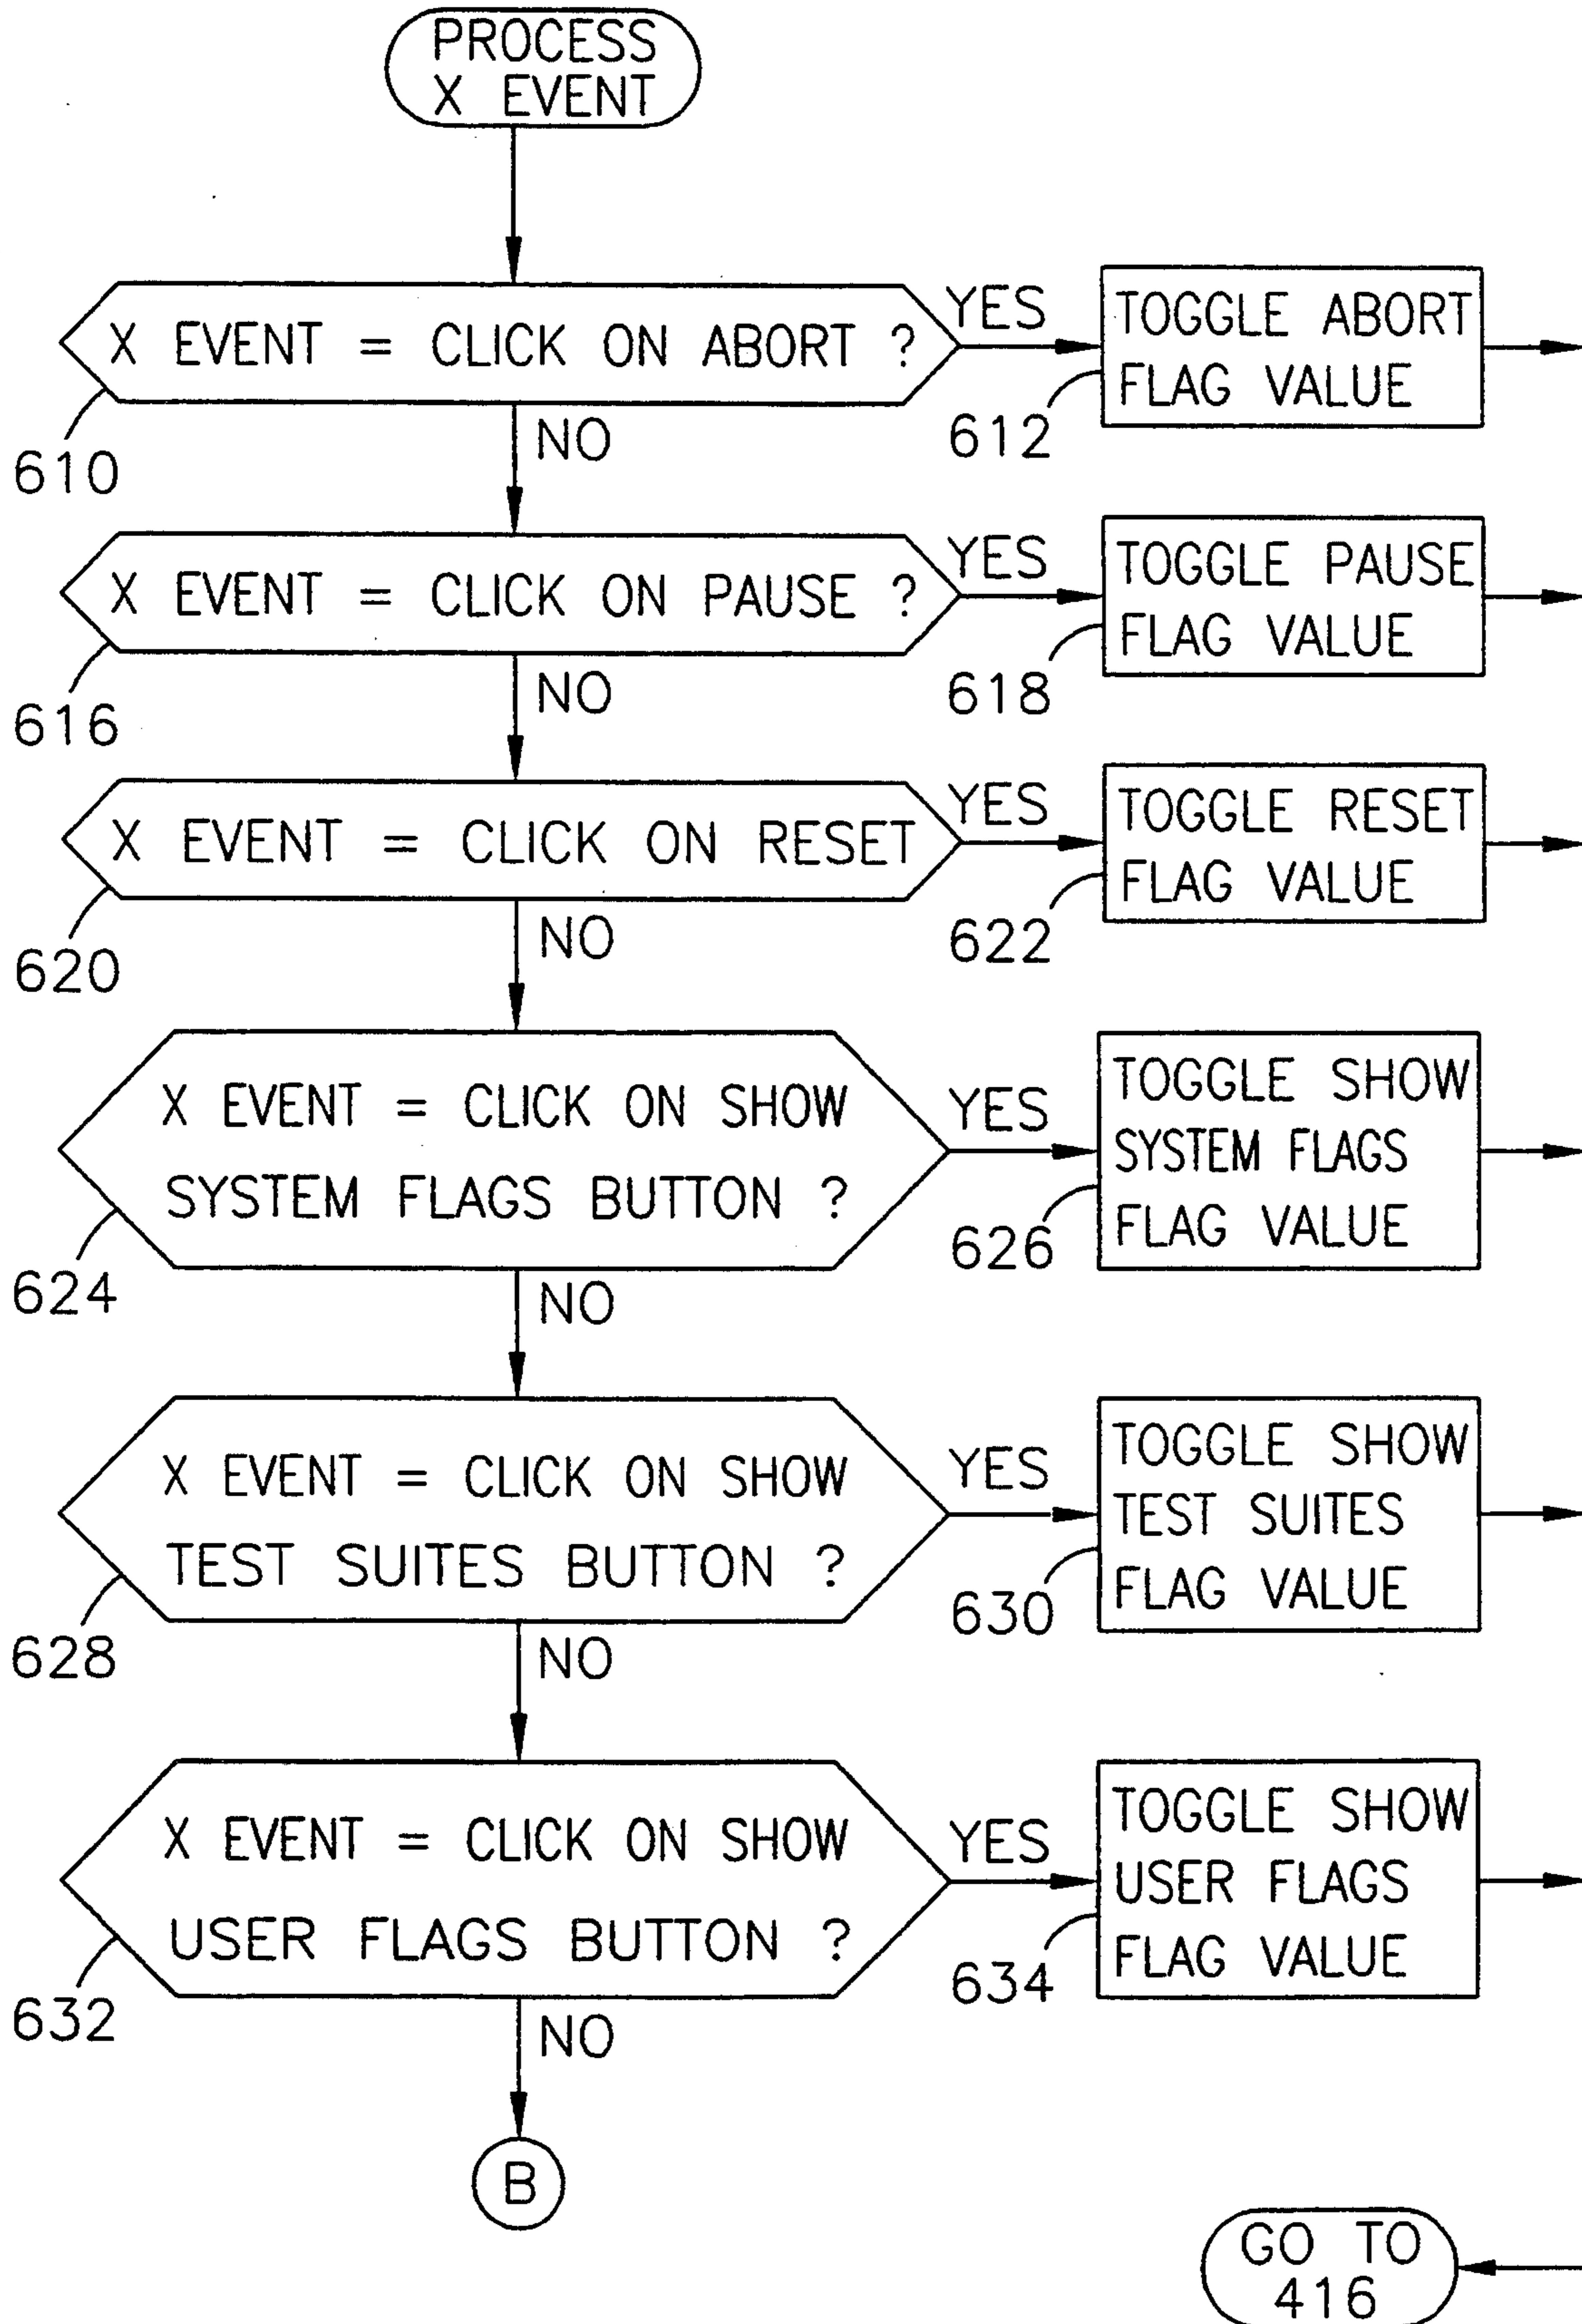 PROCESS
X EVENT
X EVENT = CLICK ON ABORT ?
YES
TOGGLE ABORT
FLAG VALUE
610
NO
612
X EVENT = CLICK ON PAUSE ?
YES
TOGGLE PAUSE
FLAG VALUE
616
NO
618
X EVENT = CLICK ON RESET
YES
TOGGLE RESET
FLAG VALUE
620
NO
622
X EVENT = CLICK ON SHOW
SYSTEM FLAGS BUTTON ?
YES
TOGGLE SHOW
SYSTEM FLAGS
FLAG VALUE
624
NO
626
X EVENT = CLICK ON SHOW
TEST SUITES BUTTON ?
YES
TOGGLE SHOW
TEST SUITES
FLAG VALUE
628
NO
630
X EVENT = CLICK ON SHOW
USER FLAGS BUTTON ?
YES
TOGGLE SHOW
USER FLAGS
FLAG VALUE
632
NO
634
B
GO TO
416